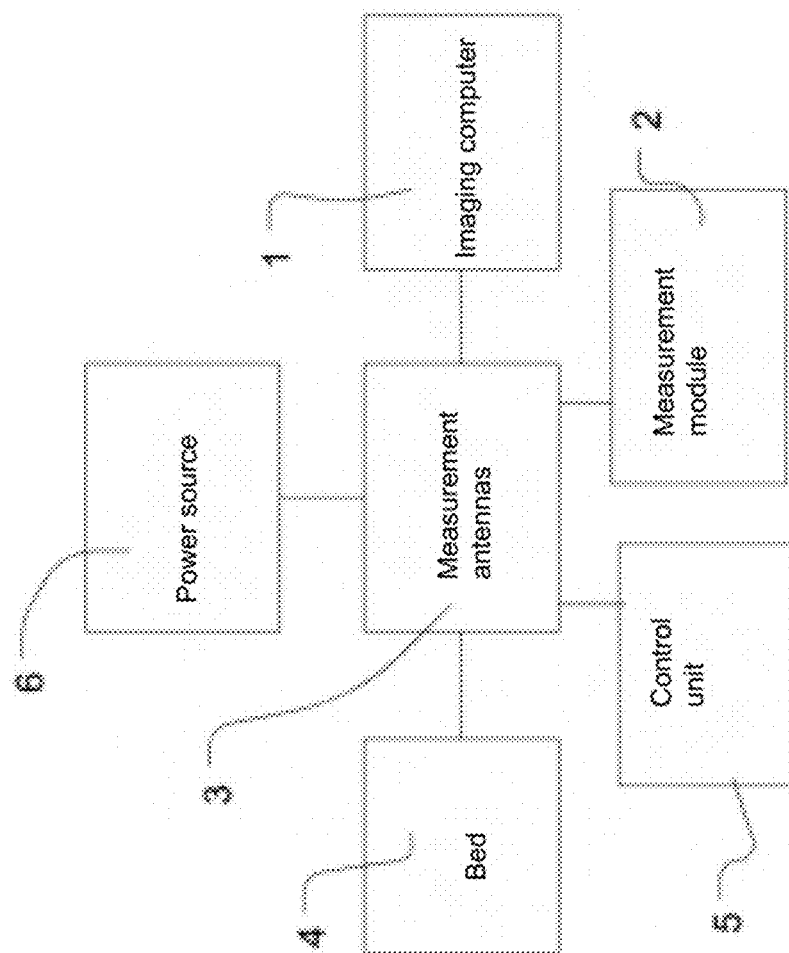 6
Power source
1
Imaging computer
3
Measurement
antennas
4
Bed
2
Measurement
module
5
Control
unit